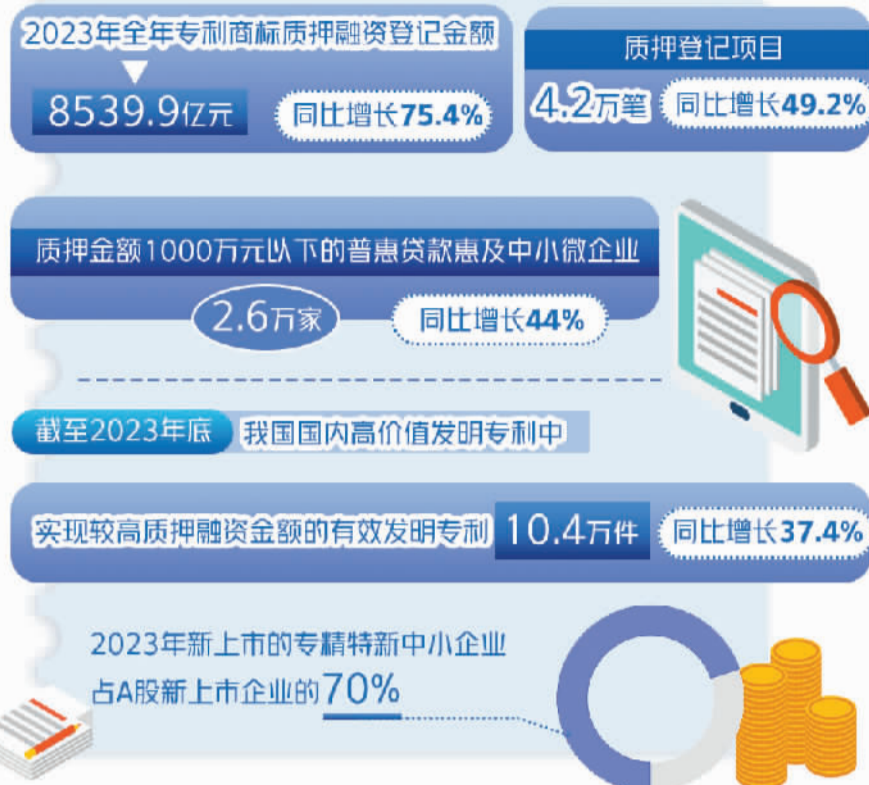 2023年全年专利商标质押融资登记金额
8539.9亿元 同比增长75.4%
质押登记项目
4.2万笔 同比增长49.2%
质押金额1000万元以下的普惠贷款惠及中小微企业
2.6万家 同比增长44%
截至2023年底 我国国内高价值发明专利中
实现较高质押融资金额的有效发明专利 10.4万件 同比增长37.4%
2023年新上市的专精特新中小企业
占A股新上市企业的70%